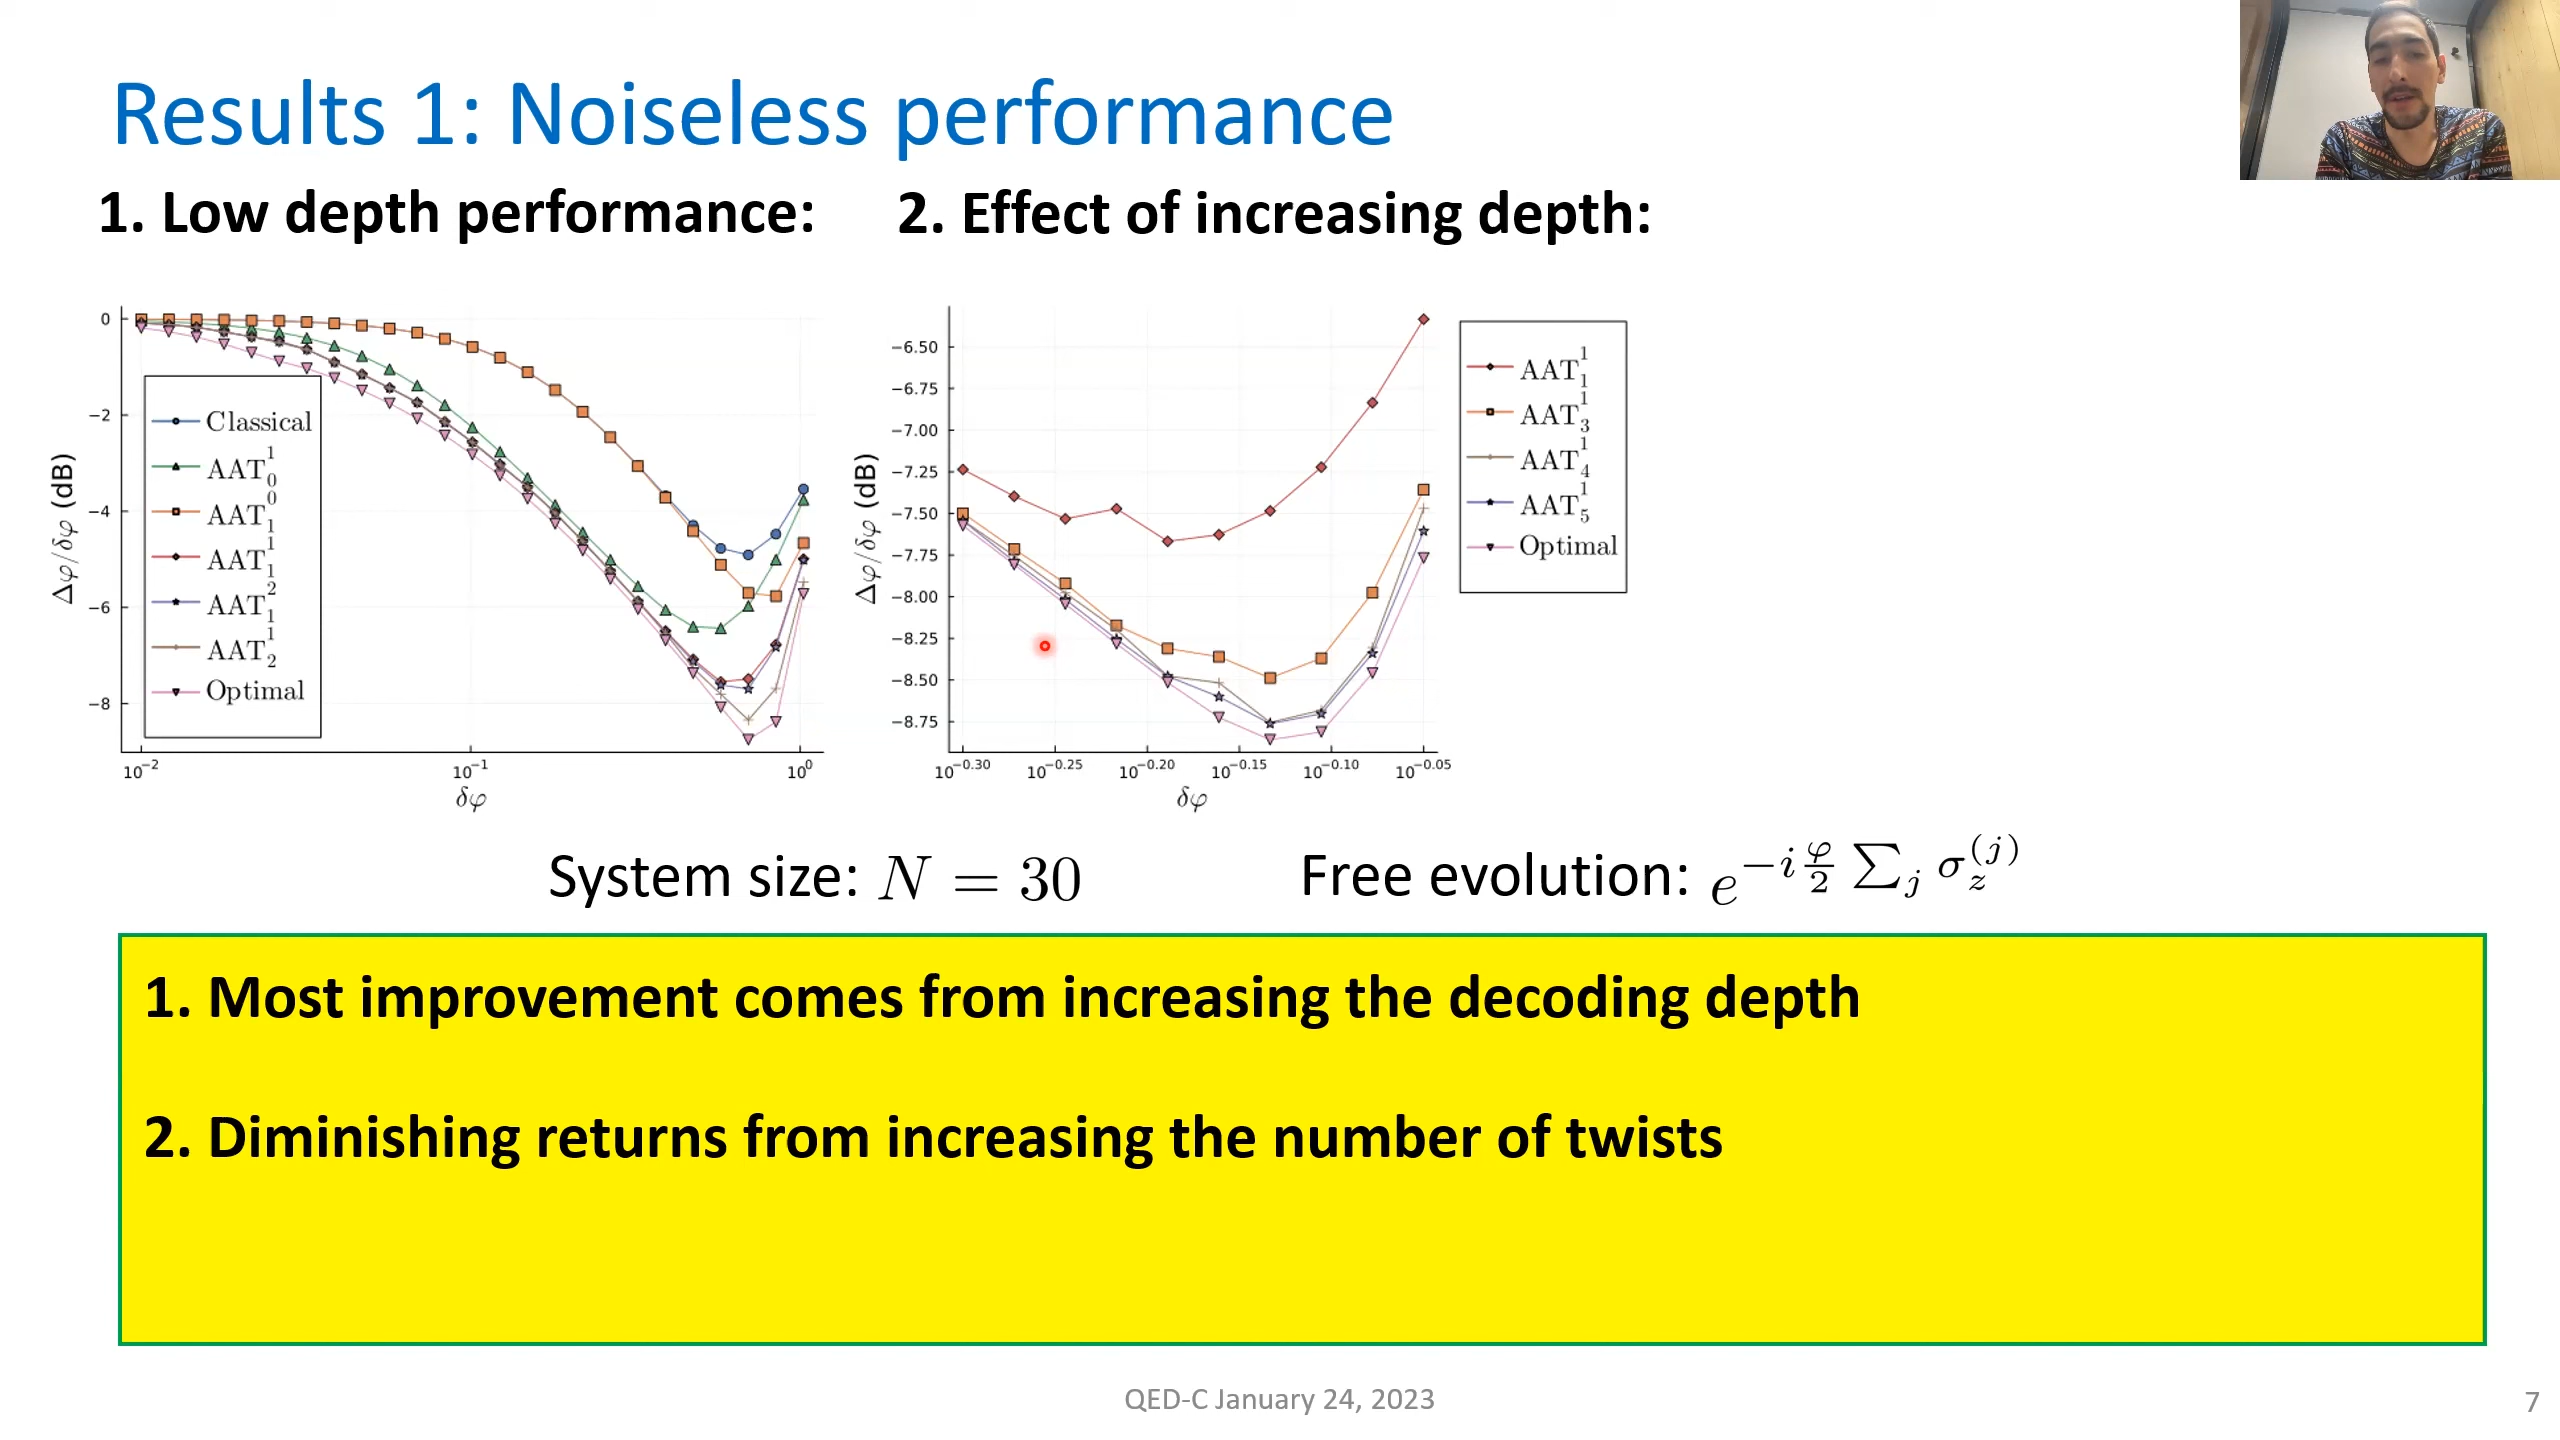 Results 1: Noiseless performance
1. Low depth performance:
2. Effect of increasing depth:
Δφ/δφ (dB)
0
−2
−4
−6
−8
Classical
AAT₀¹
AAT₁⁰
AAT₁¹
AAT₁²
AAT₂¹
Optimal
10⁻²
10⁻¹
10⁰
δφ
Δφ/δφ (dB)
−6.50
−6.75
−7.00
−7.25
−7.50
−7.75
−8.00
−8.25
−8.50
−8.75
10⁻⁰·³⁰
10⁻⁰·²⁵
10⁻⁰·²⁰
10⁻⁰·¹⁵
10⁻⁰·¹⁰
10⁻⁰·⁰⁵
δφ
AAT₁¹
AAT₃¹
AAT₄¹
AAT₅¹
Optimal
System size: N = 30
Free evolution: e^{−i φ/2 ∑_j σ_z^{(j)}}
1. Most improvement comes from increasing the decoding depth
2. Diminishing returns from increasing the number of twists
QED-C January 24, 2023
7